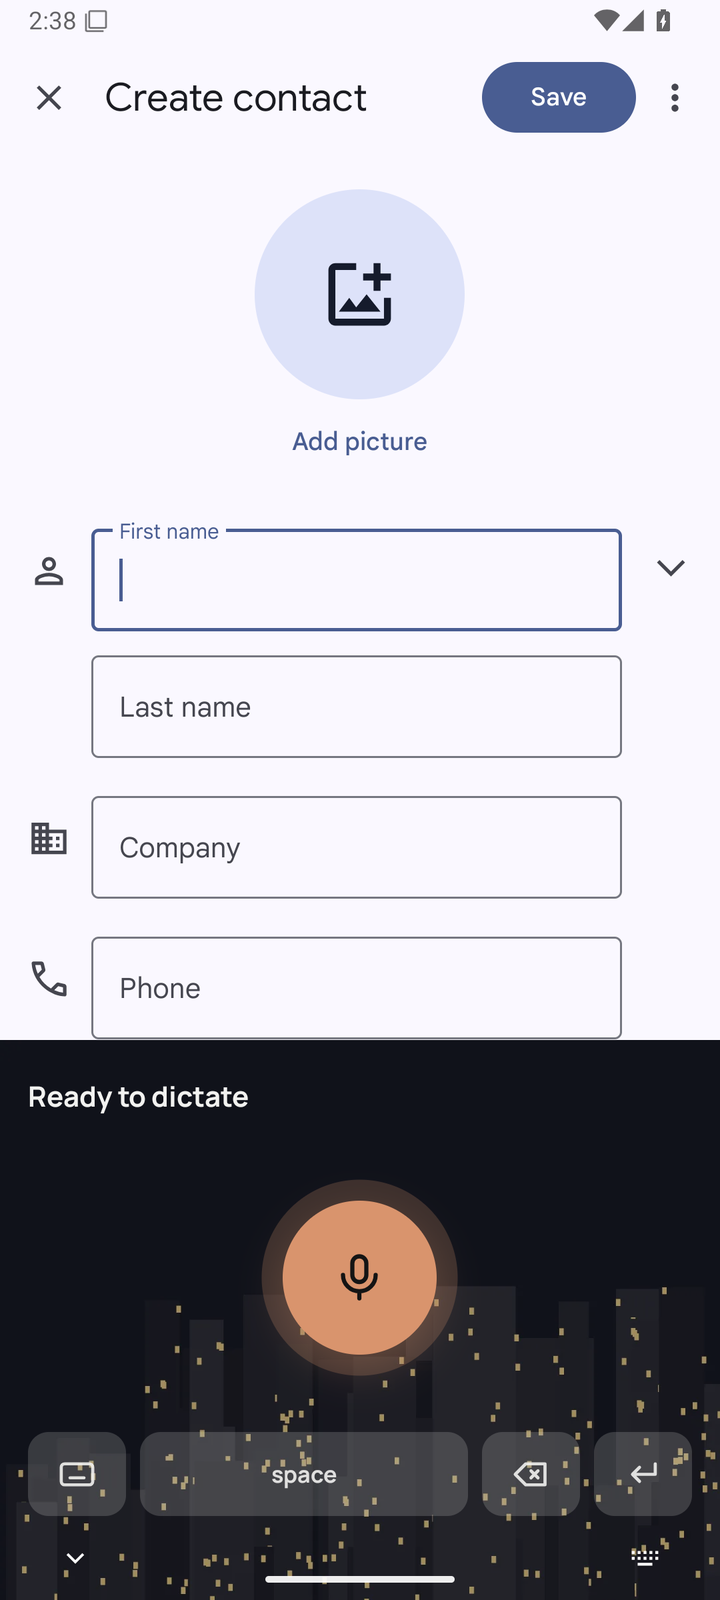 2:38
Create contact
Save
Add picture
First name
Last name
Company
Phone
Ready to dictate
space